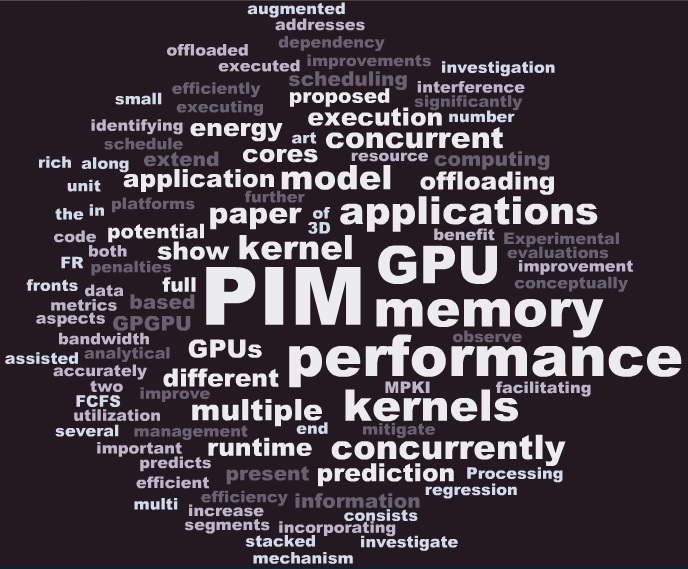 augmented
addresses
dependency
offloaded
executed improvements investigation
scheduling
efficiently interference
small proposed significantly
executing
execution number
identifying energy art concurrent
schedule
cores resource computing
rich along extend
unit application model offloading
further
the in platforms paper of applications
3D
code potential benefit Experimental
both show kernel evaluations
FR penalties GPU improvement
fronts data full PIM conceptually
metrics based memory
aspects GPGPU
bandwidth observe
assisted analytical GPUs performance
accurately
two different MPKI facilitating
FCFS improve
utilization multiple kernels
several management end mitigate
important runtime concurrently
predicts
efficient present prediction Processing
regression
multi efficiency information
increase consists
segments incorporating
stacked investigate
mechanism